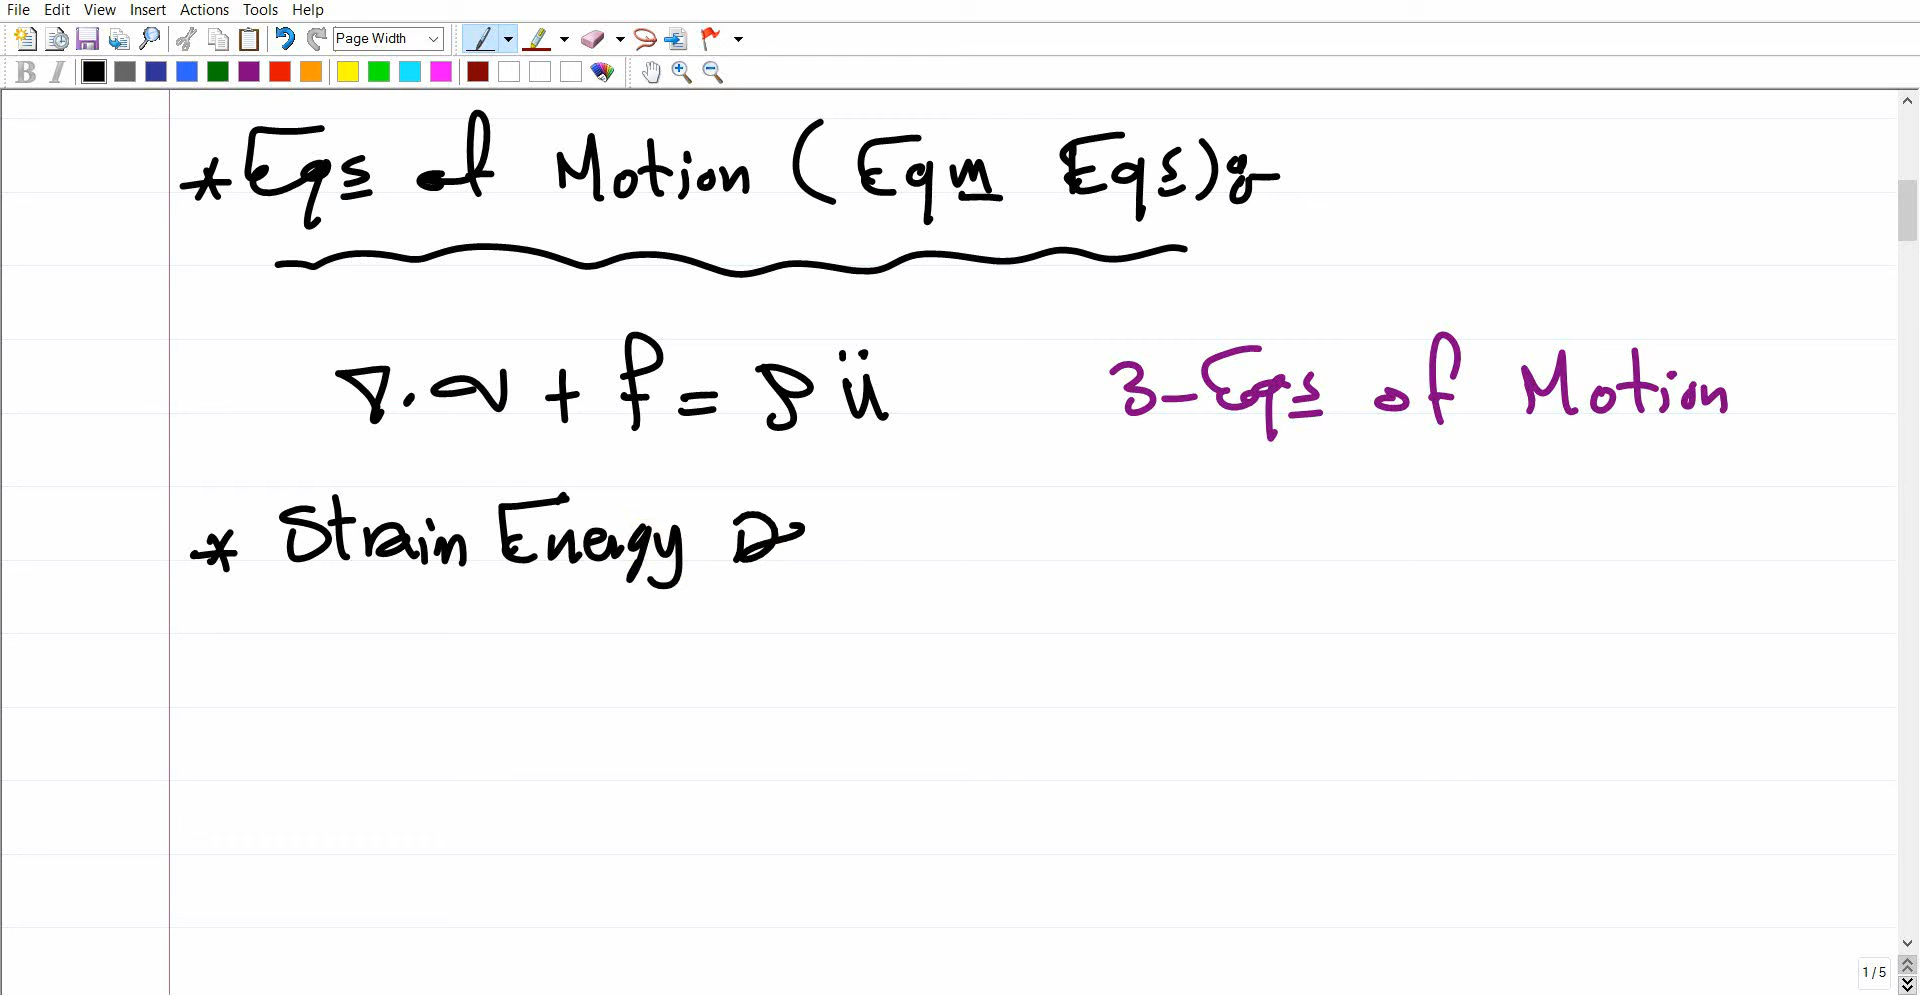 File Edit View Insert Actions Tools Help
Page Width
B I
* Eqs of Motion (Eqm Eqs):-
∇.σ + f = ρ ü 3-Eqs of Motion
* Strain Energy D
1 / 5